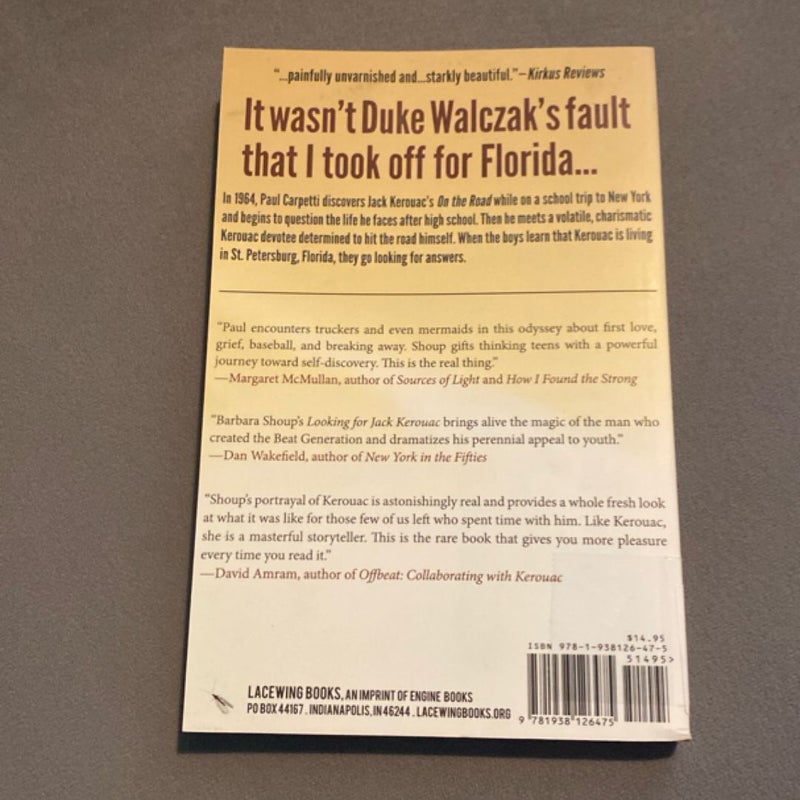 "...painfully unvarnished and...starkly beautiful."—Kirkus Reviews
It wasn't Duke Walczak's fault
that I took off for Florida...
In 1964, Paul Carpetti discovers Jack Kerouac's On the Road while on a school trip to New York
and begins to question the life he faces after high school. Then he meets a volatile, charismatic
Kerouac devotee determined to hit the road himself. When the boys learn that Kerouac is living
in St. Petersburg, Florida, they go looking for answers.
"Paul encounters truckers and even mermaids in this odyssey about first love,
grief, baseball, and breaking away. Shoup gifts thinking teens with a powerful
journey toward self-discovery. This is the real thing."
—Margaret McMullan, author of Sources of Light and How I Found the Strong
"Barbara Shoup's Looking for Jack Kerouac brings alive the magic of the man who
created the Beat Generation and dramatizes his perennial appeal to youth."
—Dan Wakefield, author of New York in the Fifties
"Shoup's portrayal of Kerouac is astonishingly real and provides a whole fresh look
at what it was like for those few of us left who spent time with him. Like Kerouac,
she is a masterful storyteller. This is the rare book that gives you more pleasure
every time you read it."
—David Amram, author of Offbeat: Collaborating with Kerouac
$14.95
ISBN 978-1-938126-47-5
51495>
9 781938 126475
LACEWING BOOKS, AN IMPRINT OF ENGINE BOOKS
PO BOX 44167 . INDIANAPOLIS, IN 46244 . LACEWINGBOOKS.ORG